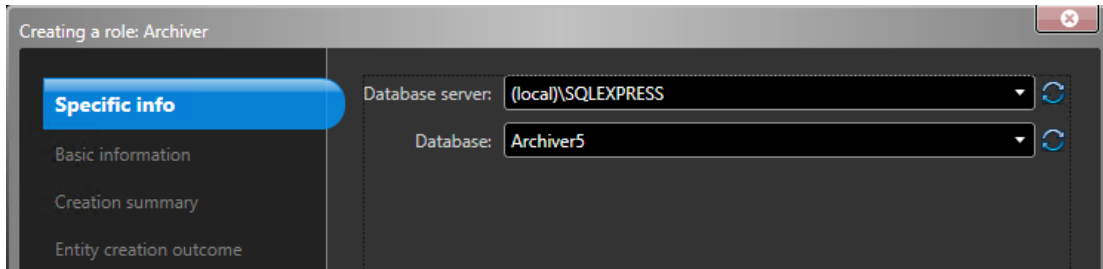 Creating a role: Archiver
Specific info
Basic information
Creation summary
Entity creation outcome
Database server: (local)\SQLEXPRESS
Database: Archiver5